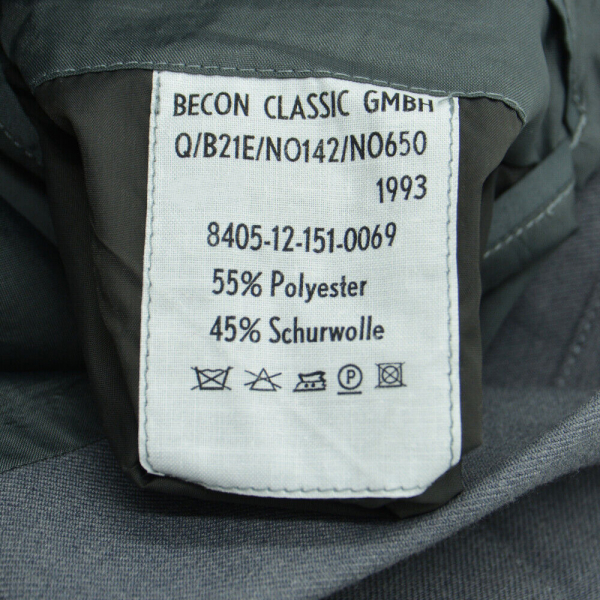 BECON CLASSIC GMBH
Q/B21E/NO142/NO650
1993
8405-12-151-0069
55% Polyester
45% Schurwolle
P